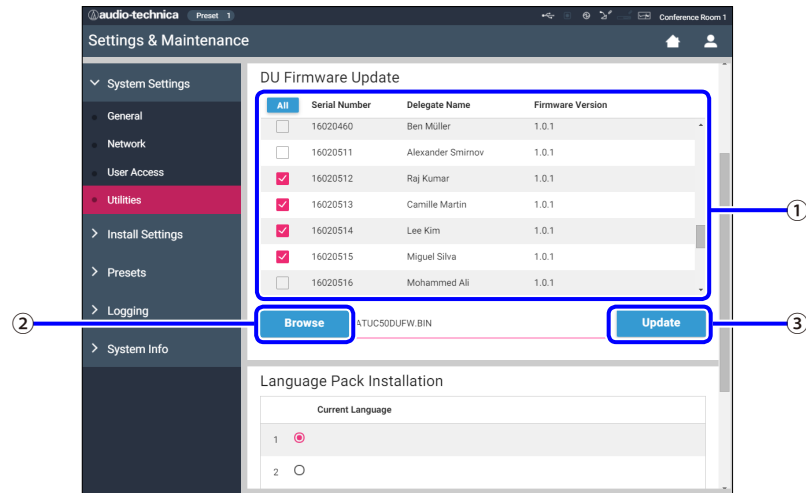 audio-technica Preset 1 Conference Room 1
Settings & Maintenance
System Settings
General
Network
User Access
Utilities
Install Settings
Presets
Logging
System Info
DU Firmware Update
All Serial Number Delegate Name Firmware Version
16020460 Ben Müller 1.0.1
16020511 Alexander Smirnov 1.0.1
16020512 Raj Kumar 1.0.1
16020513 Camille Martin 1.0.1
16020514 Lee Kim 1.0.1
16020515 Miguel Silva 1.0.1
16020516 Mohammed Ali 1.0.1
① 
② Browse ATUC50DUFW.BIN Update ③
Language Pack Installation
Current Language
1
2